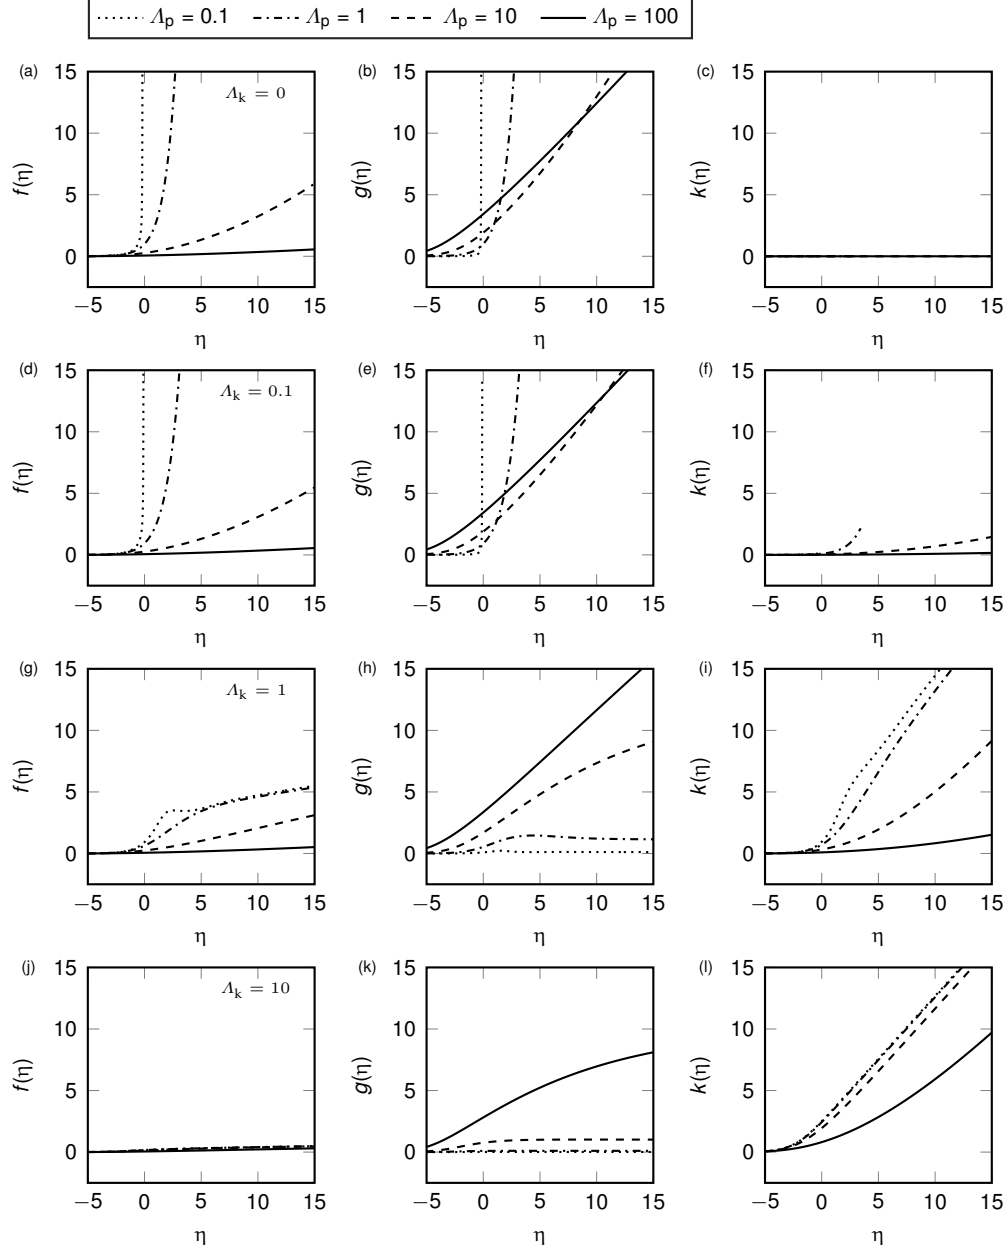 Λp = 0.1 Λp = 1 Λp = 10 Λp = 100
(a) 15 10 5 0 −5 0 5 10 15 f(η) η Λk = 0
(b) 15 10 5 0 −5 0 5 10 15 g(η) η
(c) 15 10 5 0 −5 0 5 10 15 k(η) η
(d) 15 10 5 0 −5 0 5 10 15 f(η) η Λk = 0.1
(e) 15 10 5 0 −5 0 5 10 15 g(η) η
(f) 15 10 5 0 −5 0 5 10 15 k(η) η
(g) 15 10 5 0 −5 0 5 10 15 f(η) η Λk = 1
(h) 15 10 5 0 −5 0 5 10 15 g(η) η
(i) 15 10 5 0 −5 0 5 10 15 k(η) η
(j) 15 10 5 0 −5 0 5 10 15 f(η) η Λk = 10
(k) 15 10 5 0 −5 0 5 10 15 g(η) η
(l) 15 10 5 0 −5 0 5 10 15 k(η) η